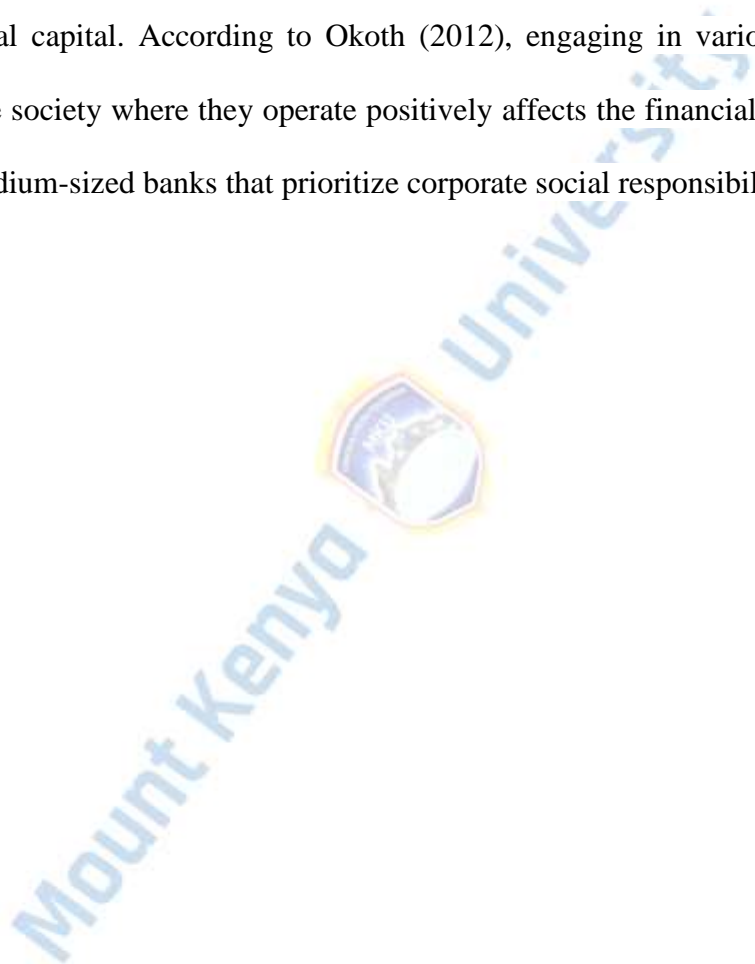 al capital. According to Okoth (2012), engaging in vario
e society where they operate positively affects the financial
dium-sized banks that prioritize corporate social responsibil
Mount Kenya University
MKU